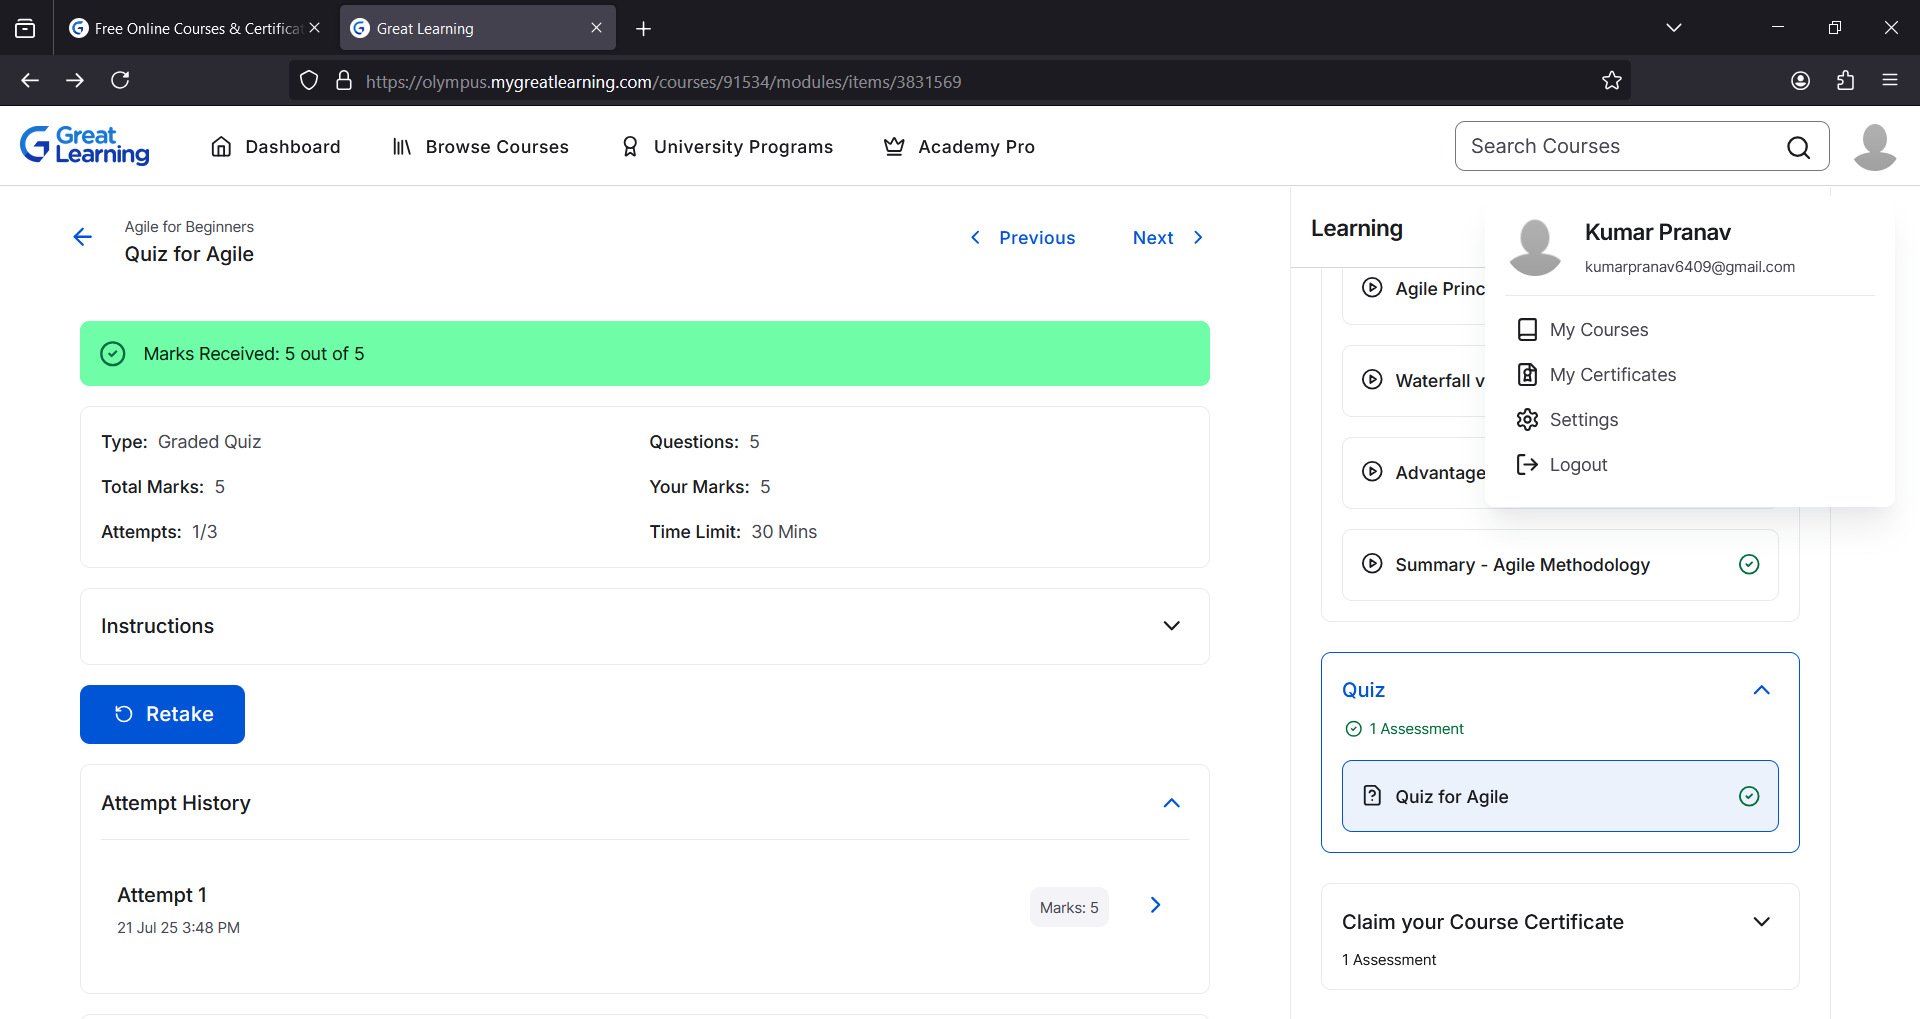 Free Online Courses & Certificat
Great Learning
https://olympus.mygreatlearning.com/courses/91534/modules/items/3831569
Great
Learning
Dashboard
Browse Courses
University Programs
Academy Pro
Search Courses
Agile for Beginners
Quiz for Agile
Previous
Next
Marks Received: 5 out of 5
Type: Graded Quiz
Questions: 5
Total Marks: 5
Your Marks: 5
Attempts: 1/3
Time Limit: 30 Mins
Instructions
Retake
Attempt History
Attempt 1
21 Jul 25 3:48 PM
Marks: 5
Learning
Agile Princ
Waterfall v
Advantage
Summary - Agile Methodology
Quiz
1 Assessment
Quiz for Agile
Claim your Course Certificate
1 Assessment
Kumar Pranav
kumarpranav6409@gmail.com
My Courses
My Certificates
Settings
Logout